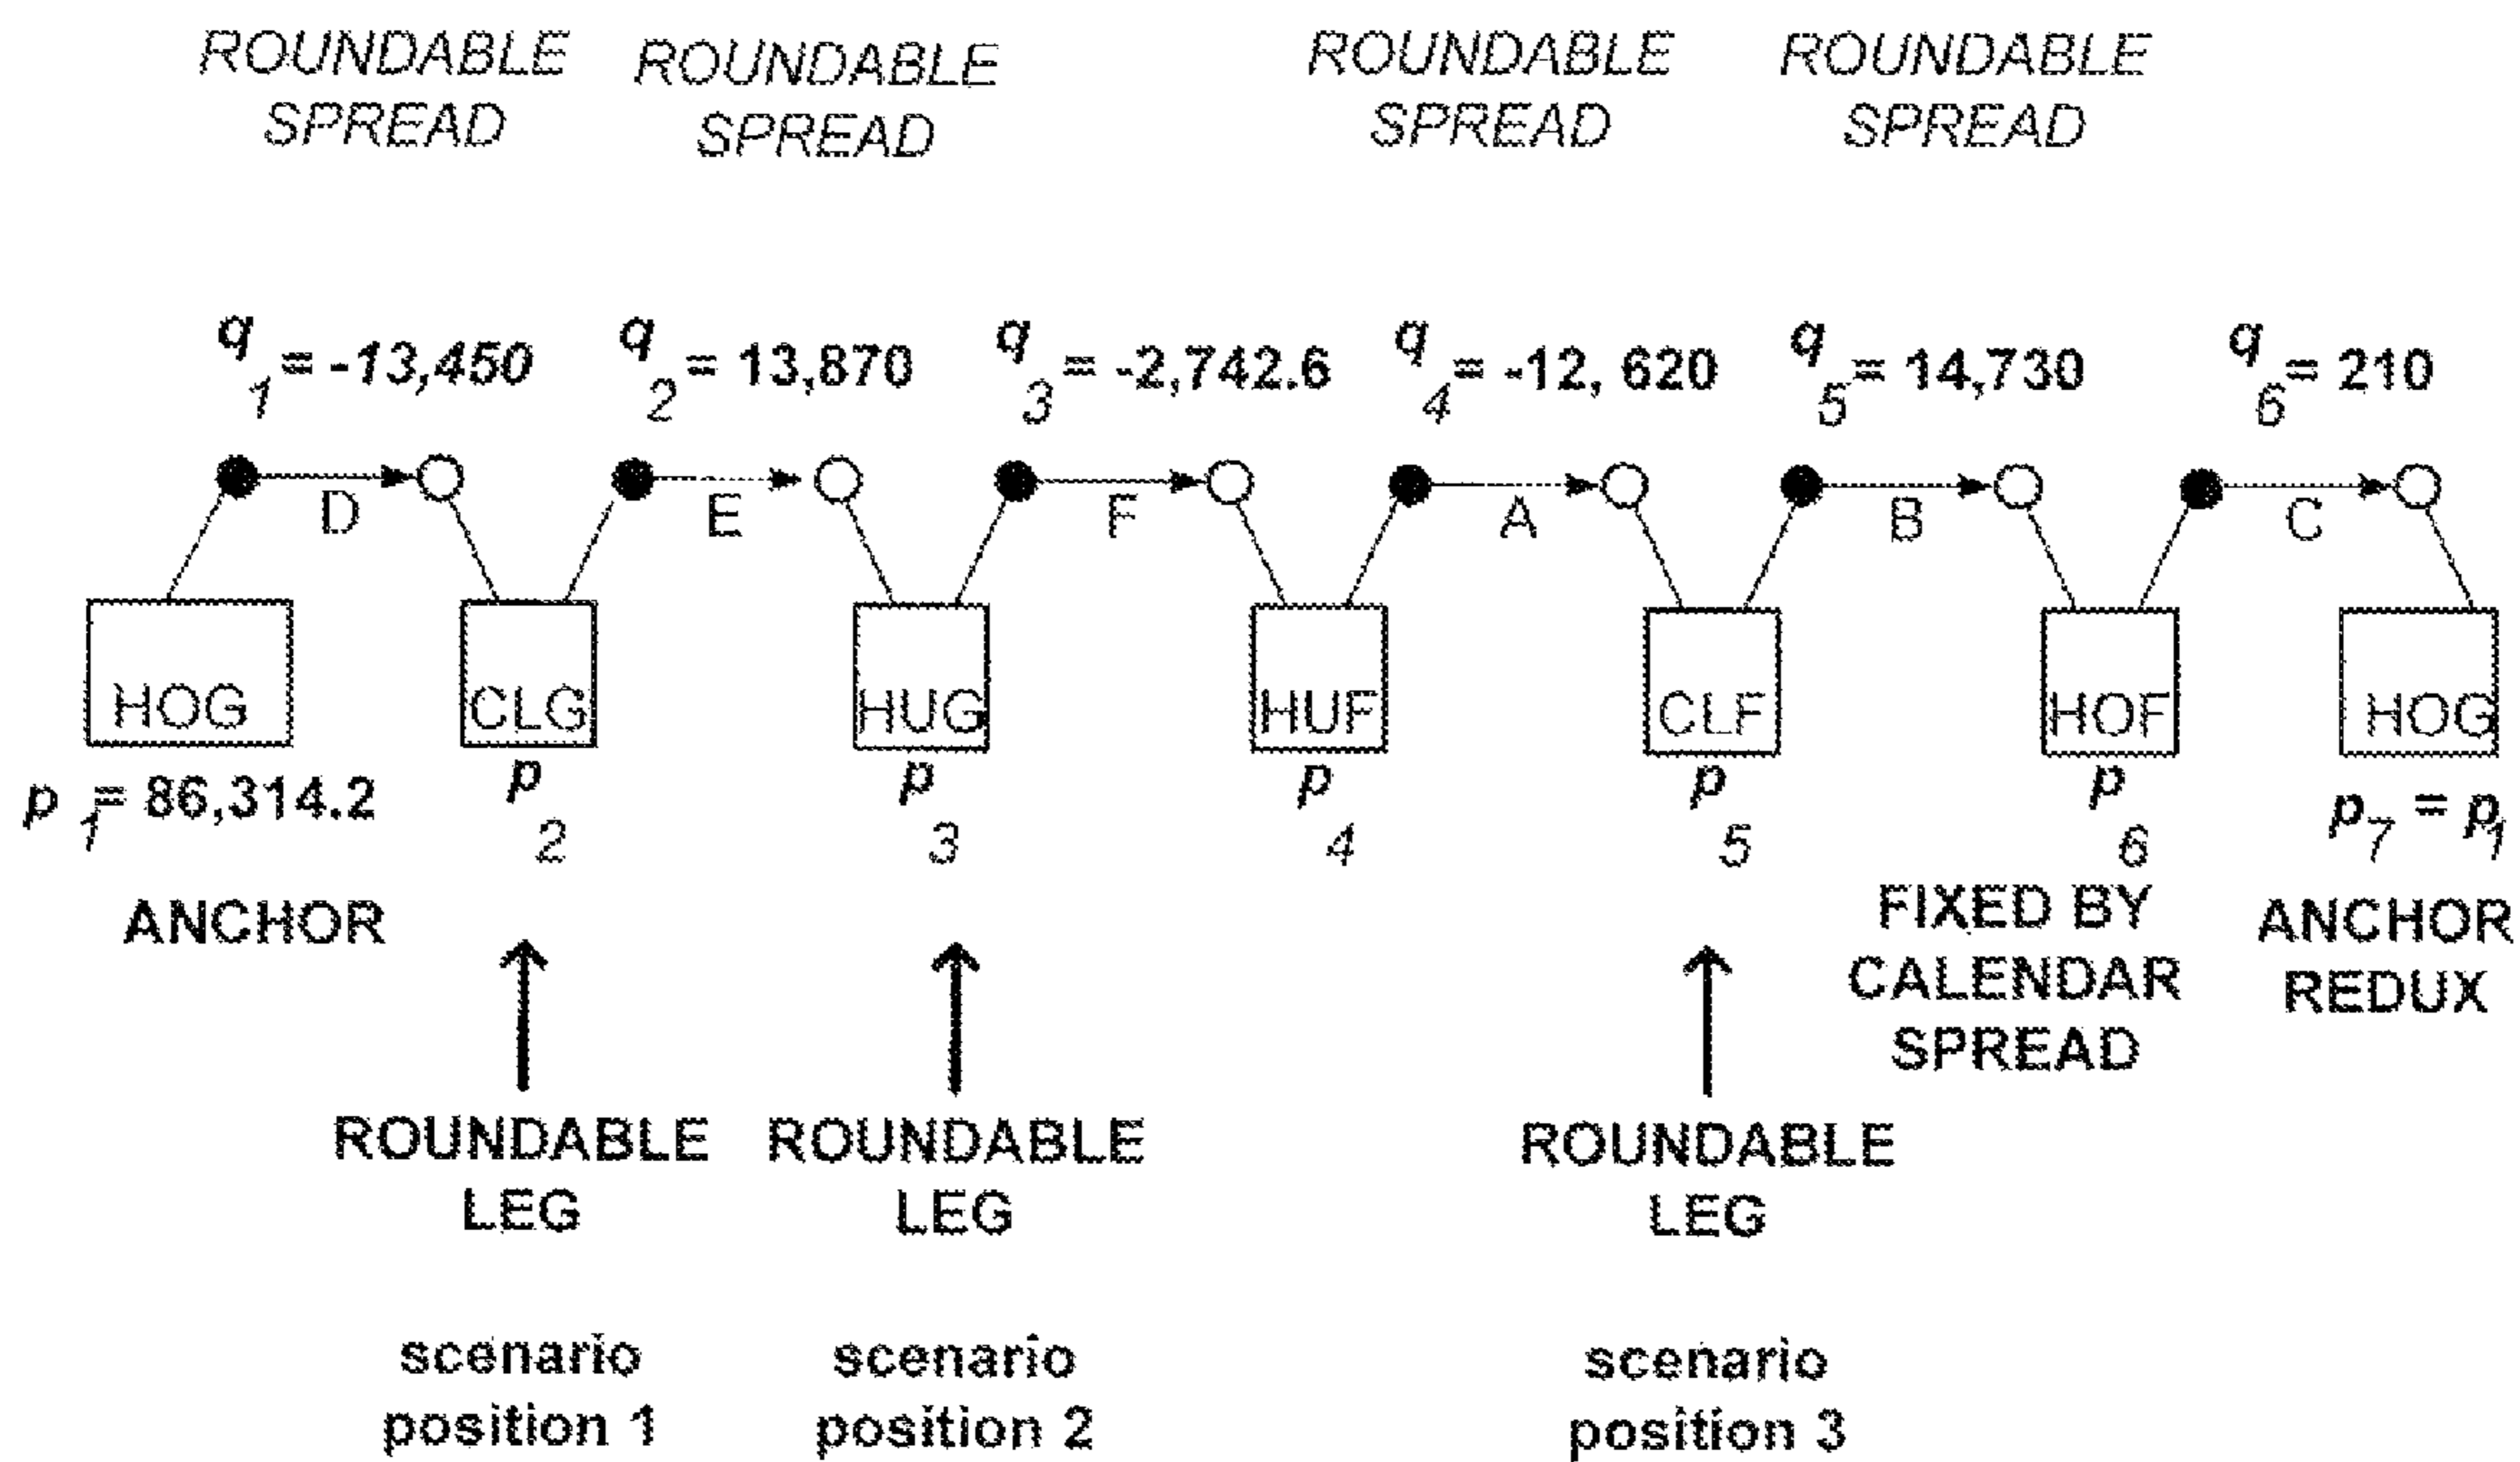 ROUNDABLE ROUNDABLE ROUNDABLE ROUNDABLE
SPREAD SPREAD SPREAD SPREAD
q1 = -13,450 q2 = 13,870 q3 = -2,742.6 q4 = -12, 620 q5 = 14,730 q6 = 210
D E F A B C
HOG CLG HUG HUF CLF HOF HOG
p1 = 86,314.2 p2 p3 p4 p5 p6 p7 = p1
ANCHOR FIXED BY ANCHOR
CALENDAR REDUX
SPREAD
ROUNDABLE ROUNDABLE ROUNDABLE
LEG LEG LEG
scenario scenario scenario
position 1 position 2 position 3